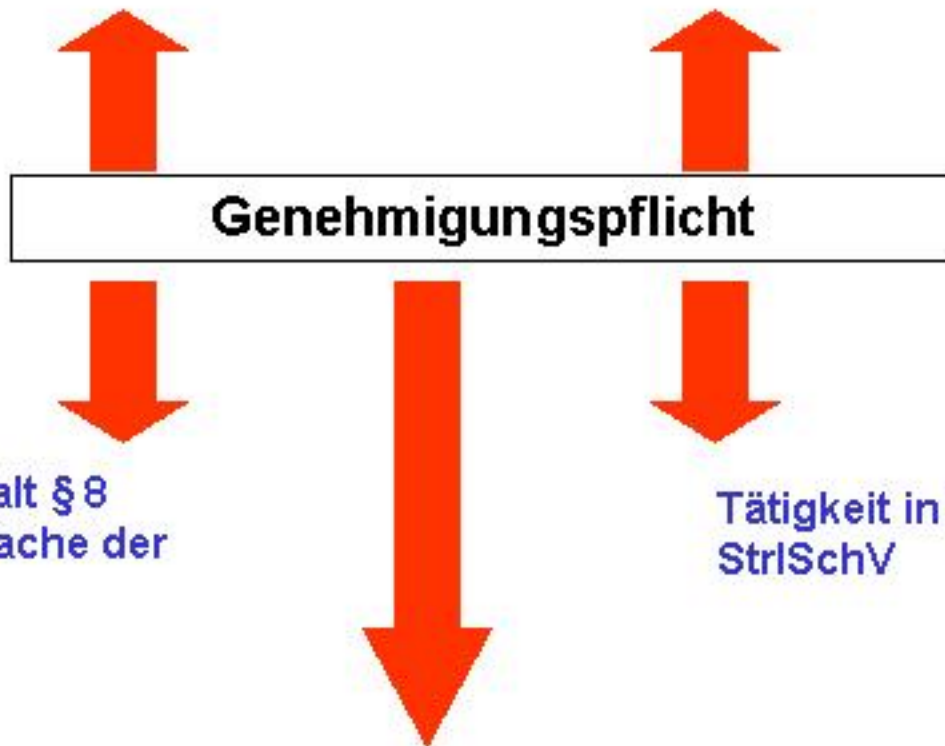 Genehmigungspflicht
alt § 8
ache der
Tätigkeit in
StrlSchV